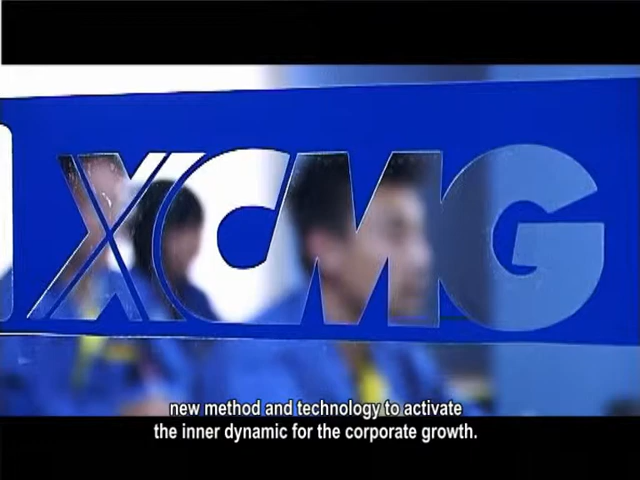 XCMG
new method and technology to activate
the inner dynamic for the corporate growth.